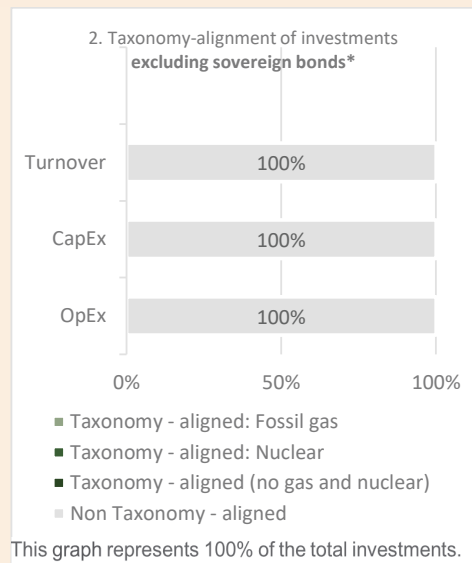 2. Taxonomy-alignment of investments
excluding sovereign bonds*
Turnover
100%
CapEx
100%
OpEx
100%
0%
50%
100%
Taxonomy - aligned: Fossil gas
Taxonomy - aligned: Nuclear
Taxonomy - aligned (no gas and nuclear)
Non Taxonomy - aligned
This graph represents 100% of the total investments.